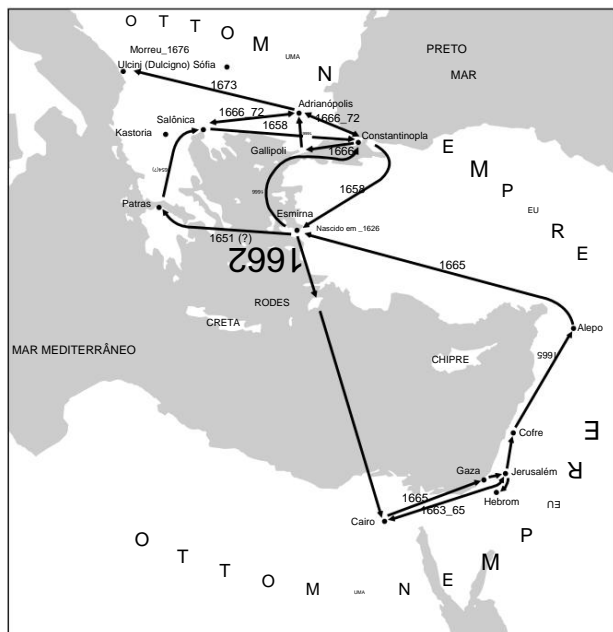 O T T O M UMA N
PRETO
MAR
Morreu_1676
Ulcinj (Dulcigno) Sófia
1673
Adrianópolis
1666_72
1666_72
Salônica
1658
Constantinopla
Kastoria
Gallipoli
1666
E M P EU R E
1658
Patras
1666
Esmirna
Nascido em _1626
1651 (?)
1662
1665
RODES
CRETA
MAR MEDITERRÂNEO
CHIPRE
Alepo
1665
Cofre
Gaza
Jerusalém
Hebrom
1665
1663_65
Cairo
O T T O M UMA N
E M P EU R E